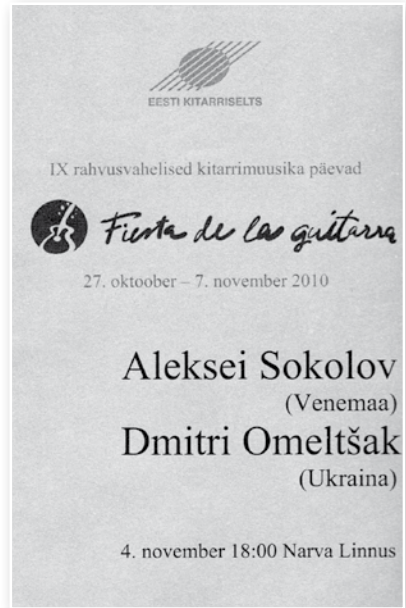 EESTI KITARRISELTS
IX rahvusvahelised kitarrimuusika päevad
Fiesta de las guitarra
27. oktoober – 7. november 2010
Aleksei Sokolov
(Venemaa)
Dmitri Omeltšak
(Ukraina)
4. november 18:00 Narva Linnus